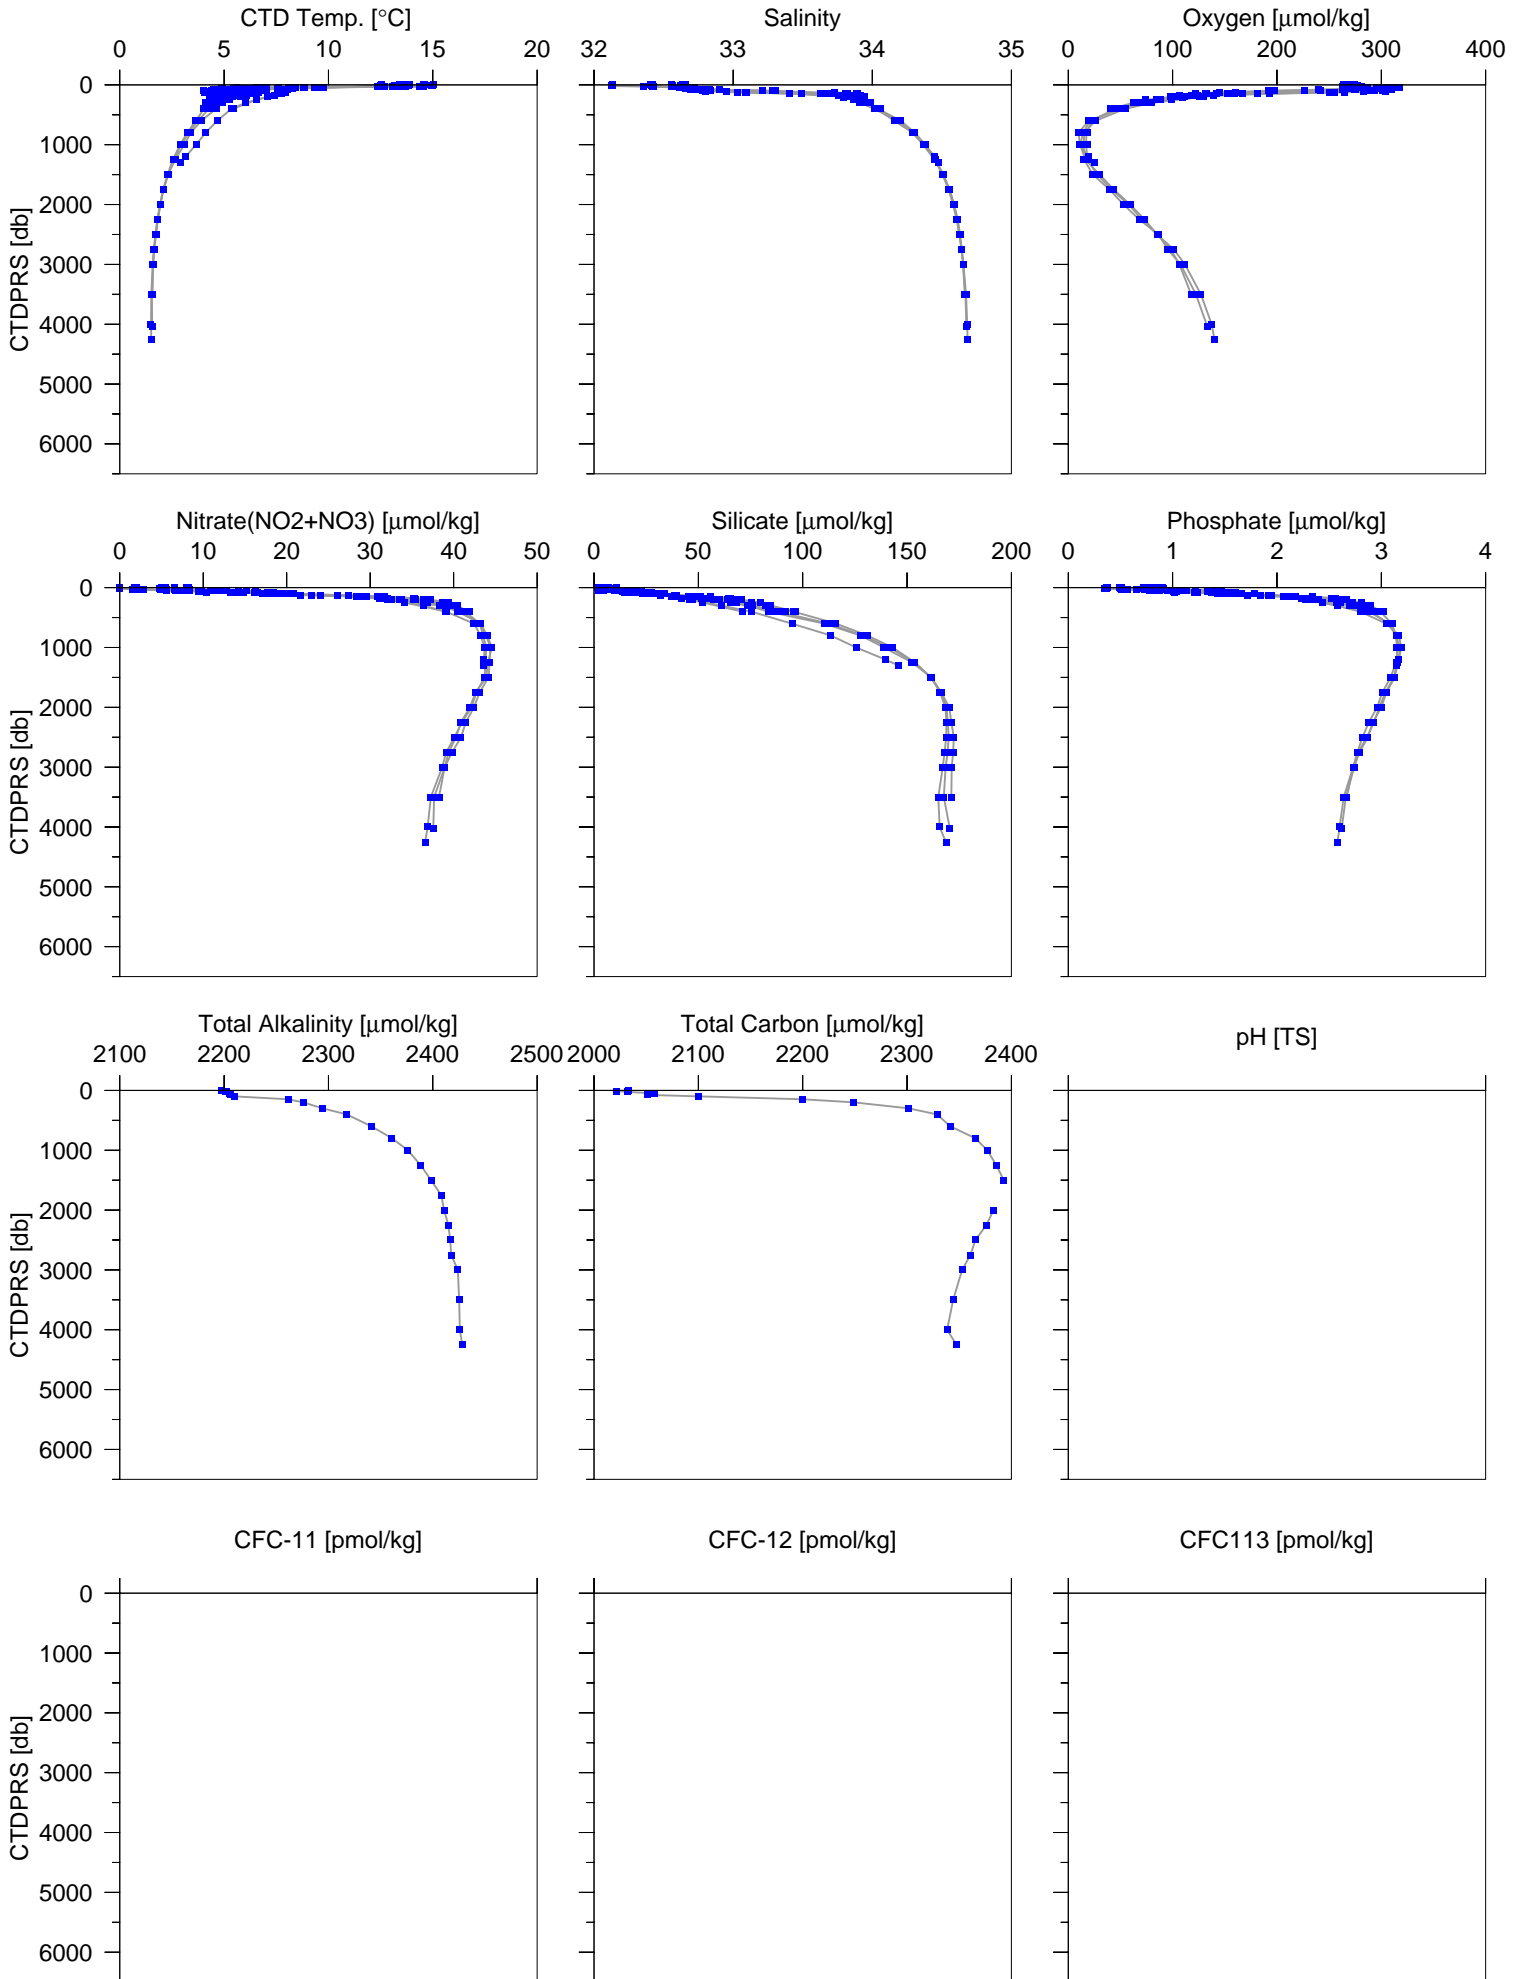 CTD Temp. [°C] Salinity Oxygen [μmol/kg]
0 5 10 15 20 32 33 34 35 0 100 200 300 400
0
1000
2000
3000
4000
5000
6000
CTDPRS [db]
Nitrate(NO2+NO3) [μmol/kg] Silicate [μmol/kg] Phosphate [μmol/kg]
0 10 20 30 40 50 0 50 100 150 200 0 1 2 3 4
0
1000
2000
3000
4000
5000
6000
CTDPRS [db]
Total Alkalinity [μmol/kg] Total Carbon [μmol/kg] pH [TS]
2100 2200 2300 2400 2500 2000 2100 2200 2300 2400
0
1000
2000
3000
4000
5000
6000
CTDPRS [db]
CFC-11 [pmol/kg] CFC-12 [pmol/kg] CFC113 [pmol/kg]
0
1000
2000
3000
4000
5000
6000
CTDPRS [db]